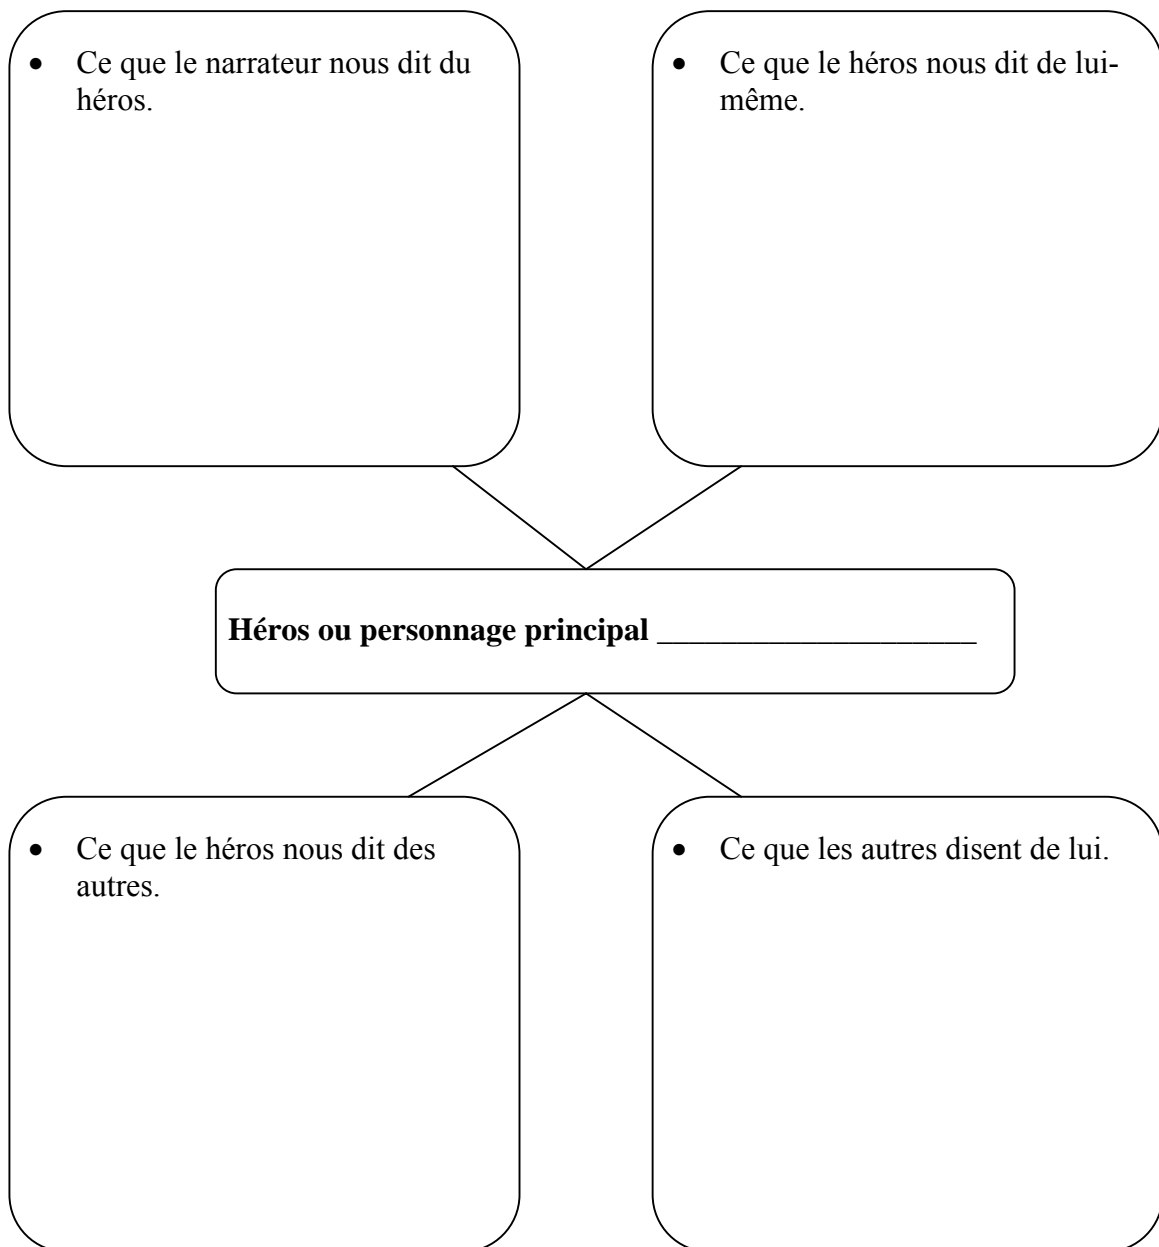 • Ce que le narrateur nous dit du
héros.
• Ce que le héros nous dit de lui-
même.
Héros ou personnage principal ____________________
• Ce que le héros nous dit des
autres.
• Ce que les autres disent de lui.